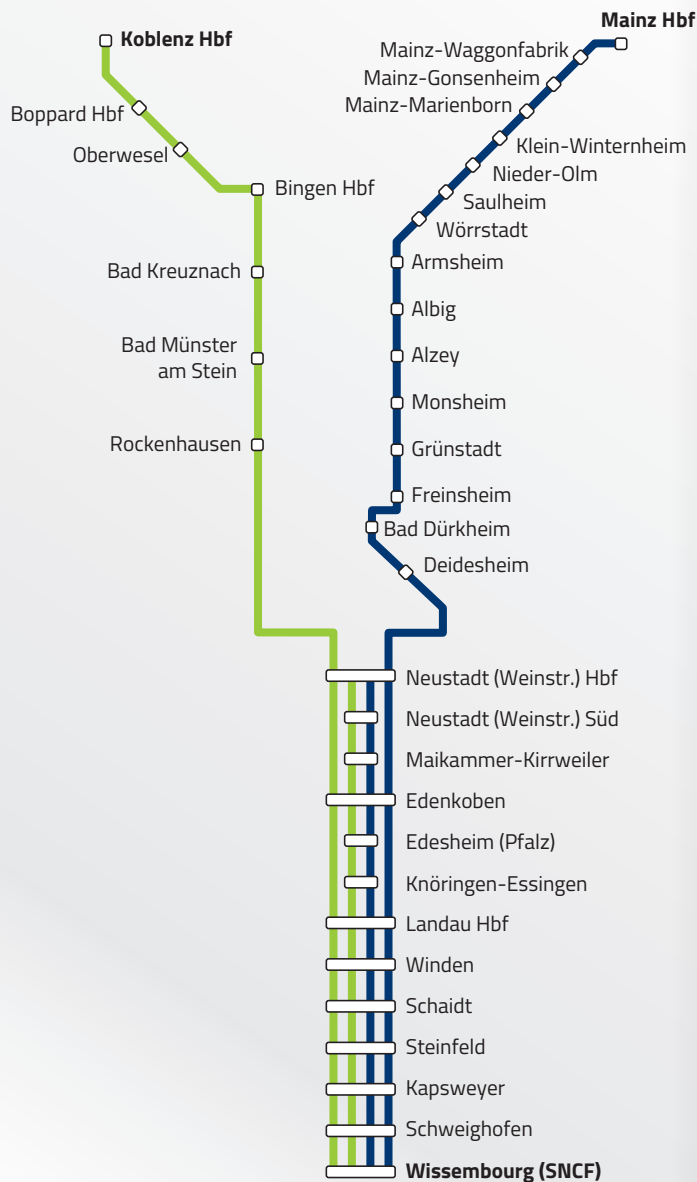 Koblenz Hbf
Boppard Hbf
Oberwesel
Bingen Hbf
Bad Kreuznach
Bad Münster
am Stein
Rockenhausen
Mainz Hbf
Mainz-Waggonfabrik
Mainz-Gonsenheim
Mainz-Marienborn
Klein-Winternheim
Nieder-Olm
Saulheim
Wörrstadt
Armsheim
Albig
Alzey
Monsheim
Grünstadt
Freinsheim
Bad Dürkheim
Deidesheim
Neustadt (Weinstr.) Hbf
Neustadt (Weinstr.) Süd
Maikammer-Kirrweiler
Edenkoben
Edesheim (Pfalz)
Knöringen-Essingen
Landau Hbf
Winden
Schaidt
Steinfeld
Kapsweyer
Schweighofen
Wissembourg (SNCF)